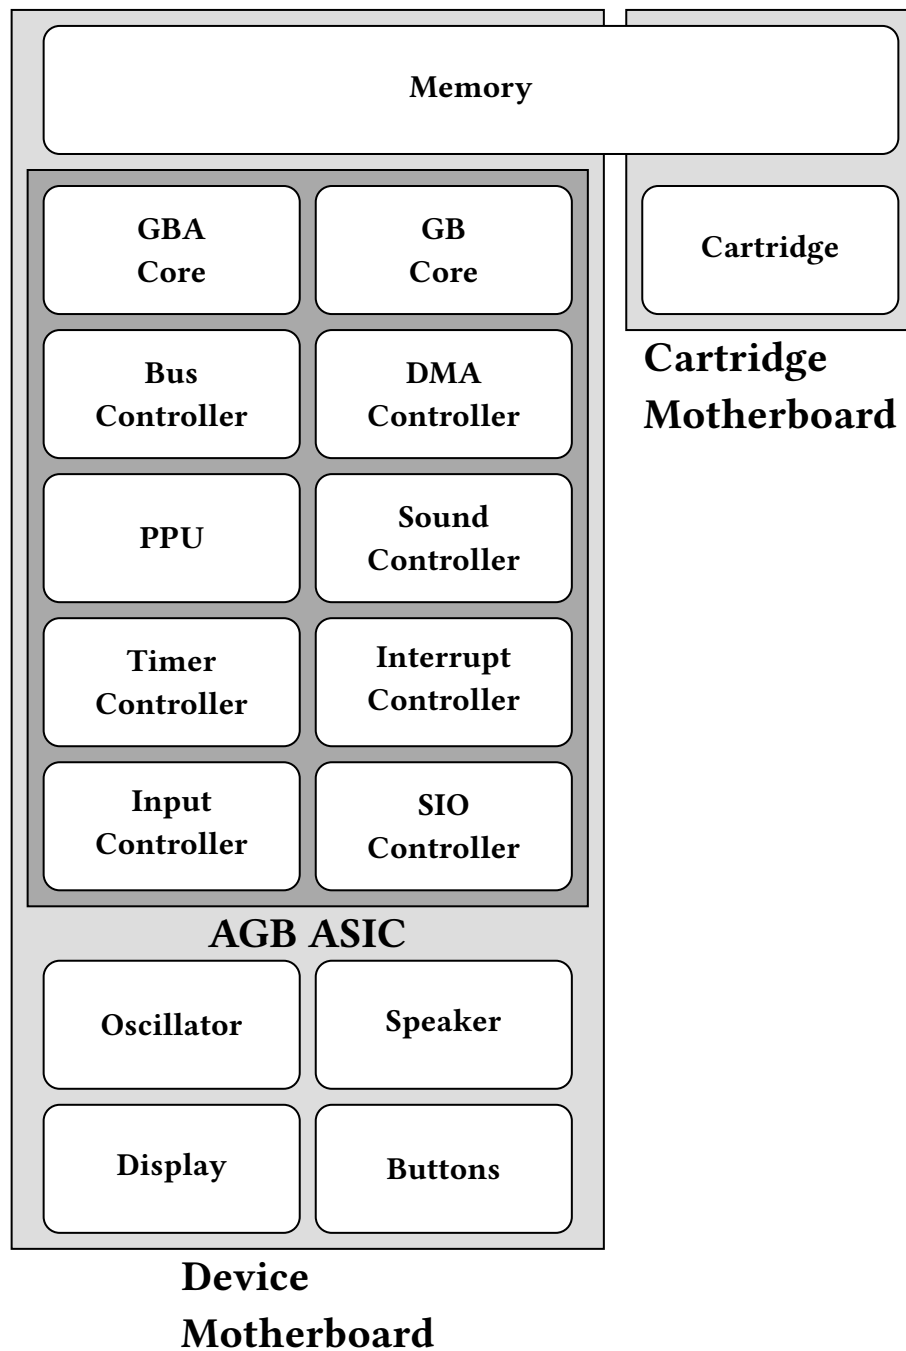 Memory
GBA
Core
GB
Core
Cartridge
Bus
Controller
DMA
Controller
Cartridge
Motherboard
PPU
Sound
Controller
Timer
Controller
Interrupt
Controller
Input
Controller
SIO
Controller
AGB ASIC
Oscillator
Speaker
Display
Buttons
Device
Motherboard